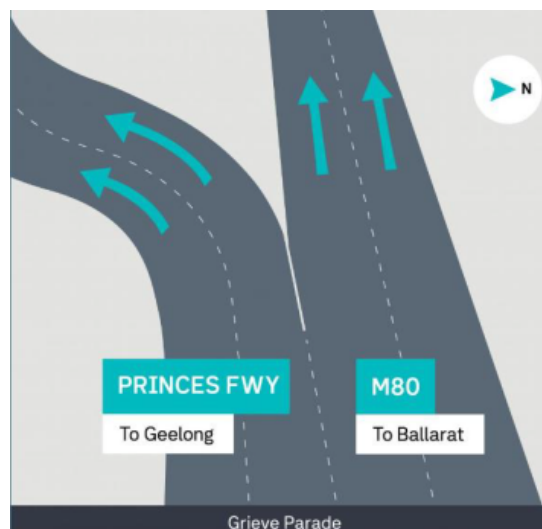 N
PRINCES FWY
To Geelong
M80
To Ballarat
Grieve Parade